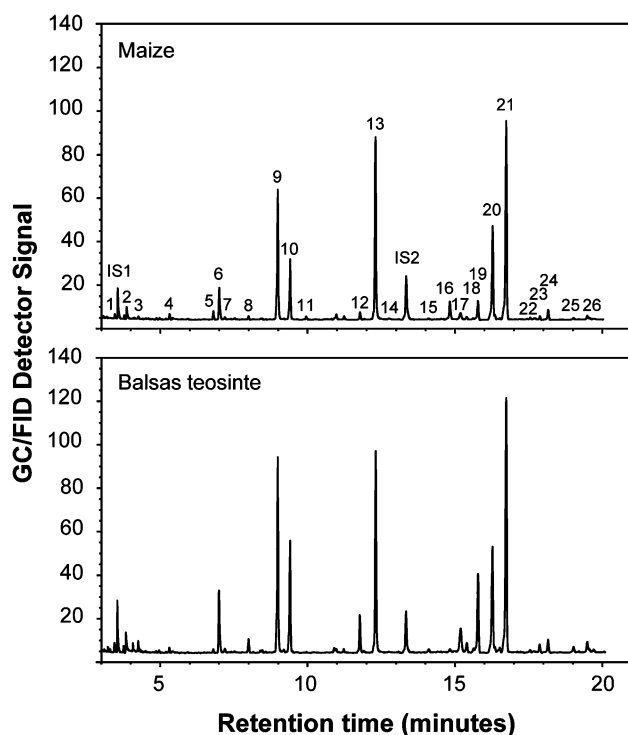 140
Maize
120
100
21
13
80
9
60
20
40
10
IS2
IS1
6
20
1 2 3 4 5 7 8 11 12 14 15 16 17 18 19 22 23 24 25 26
140
Balsas teosinte
120
100
80
60
40
20
5 10 15 20
GC/FID Detector Signal
Retention time (minutes)